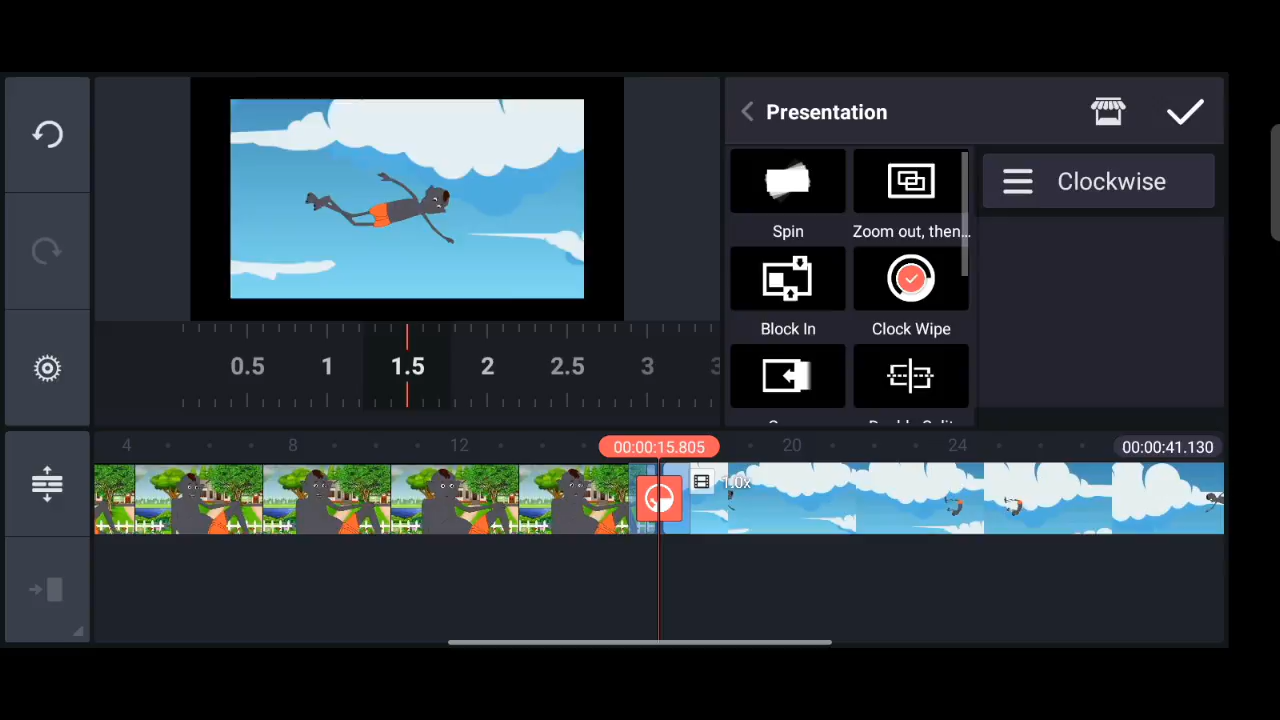 Presentation
Clockwise
Spin
Zoom out, then...
Block In
Clock Wipe
0.5
1
1.5
2
2.5
3
4
8
12
00:00:15.805
20
24
00:00:41.130
1.0x